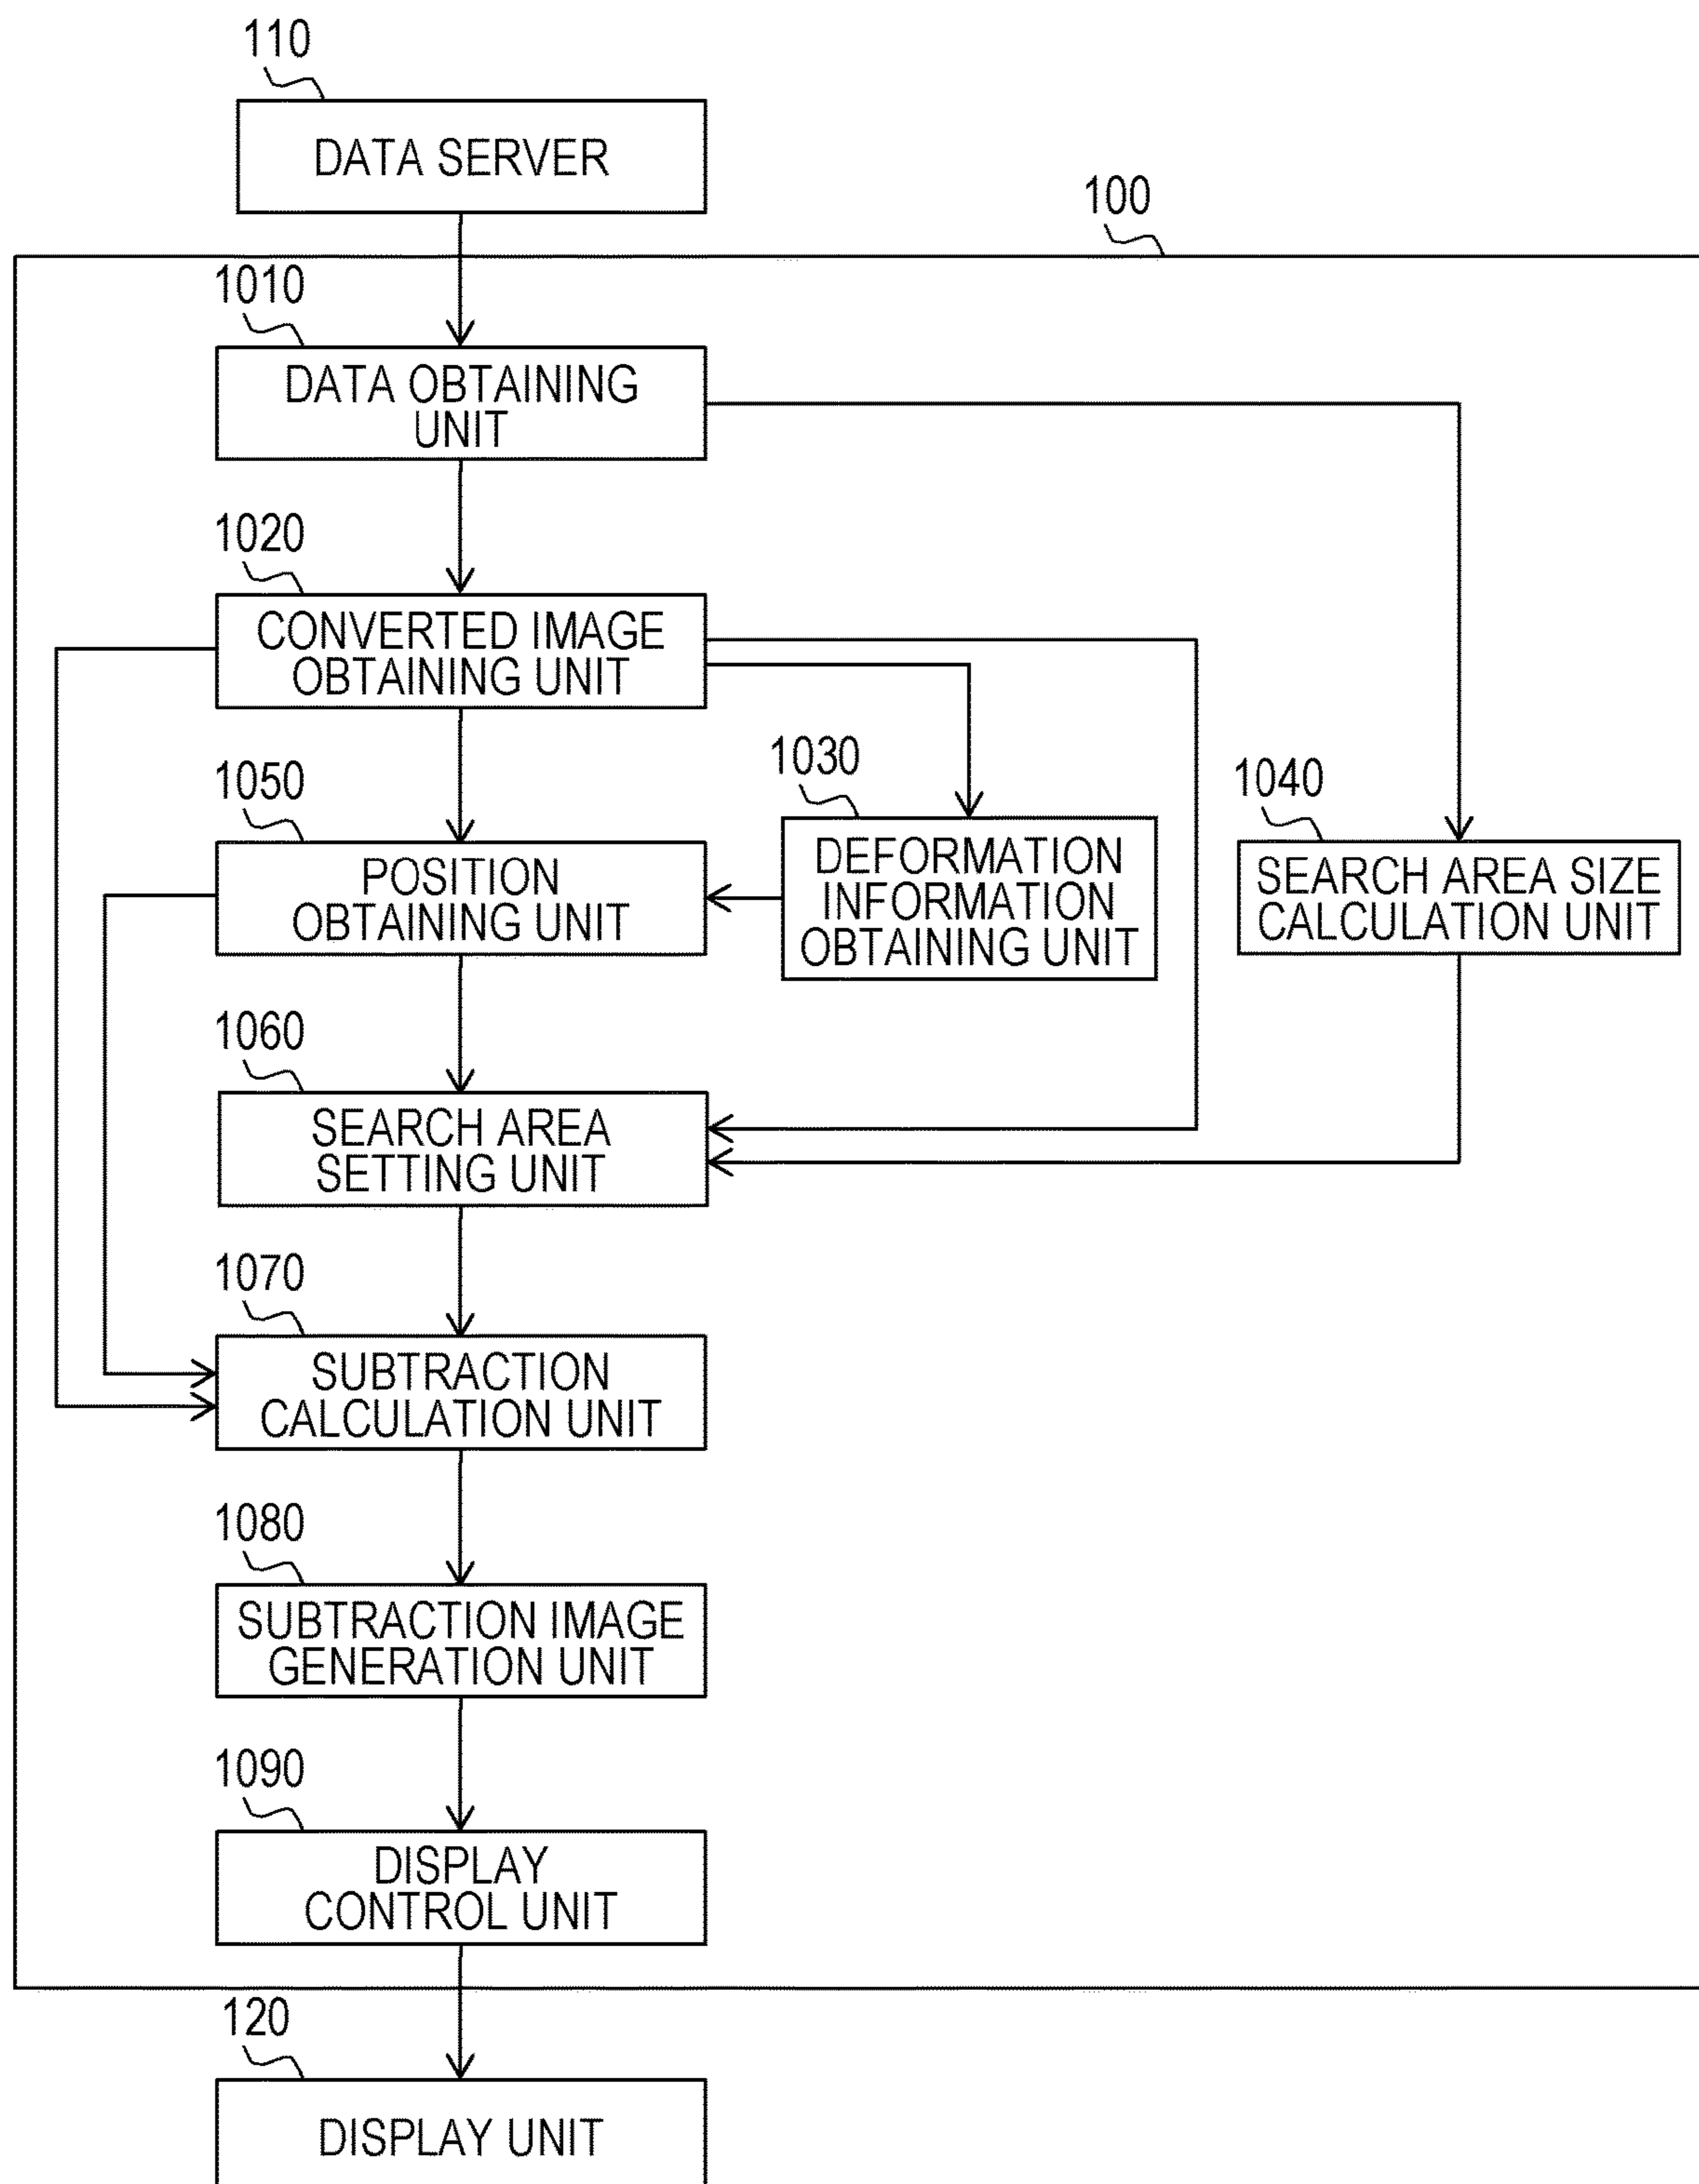 110
DATA SERVER
100
1010
DATA OBTAINING
UNIT
1020
CONVERTED IMAGE
OBTAINING UNIT
1050
POSITION
OBTAINING UNIT
1030
DEFORMATION
INFORMATION
OBTAINING UNIT
1040
SEARCH AREA SIZE
CALCULATION UNIT
1060
SEARCH AREA
SETTING UNIT
1070
SUBTRACTION
CALCULATION UNIT
1080
SUBTRACTION IMAGE
GENERATION UNIT
1090
DISPLAY
CONTROL UNIT
120
DISPLAY UNIT